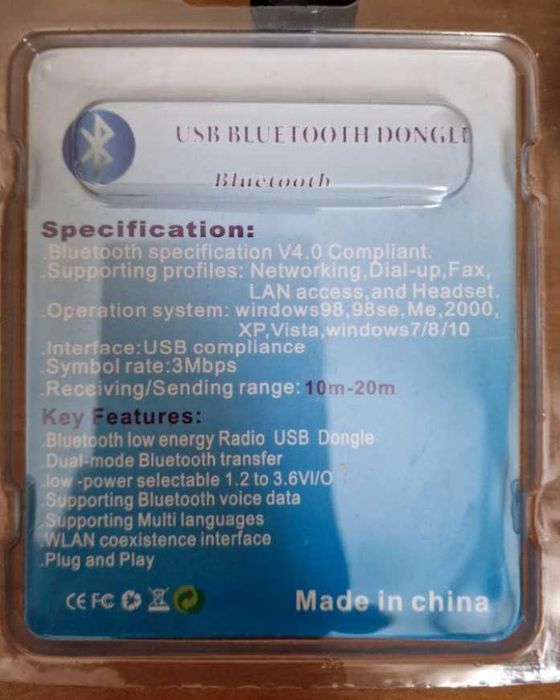 USB BLUETOOTH DONGLE
Bluetooth
Specification:
.Bluetooth specification V4.0 Compliant.
.Supporting profiles: Networking,Dial-up,Fax,
LAN access,and Headset.
.Operation system: windows98,98se,Me,2000,
XP,Vista,windows7/8/10
.Interface:USB compliance
.Symbol rate:3Mbps
.Receiving/Sending range:10m-20m
Key Features:
.Bluetooth low energy Radio USB Dongle
.Dual-mode Bluetooth transfer
.low -power selectable 1.2 to 3.6VI/O
.Supporting Bluetooth voice data
.Supporting Multi languages
.WLAN coexistence interface
.Plug and Play
CE FC Made in china